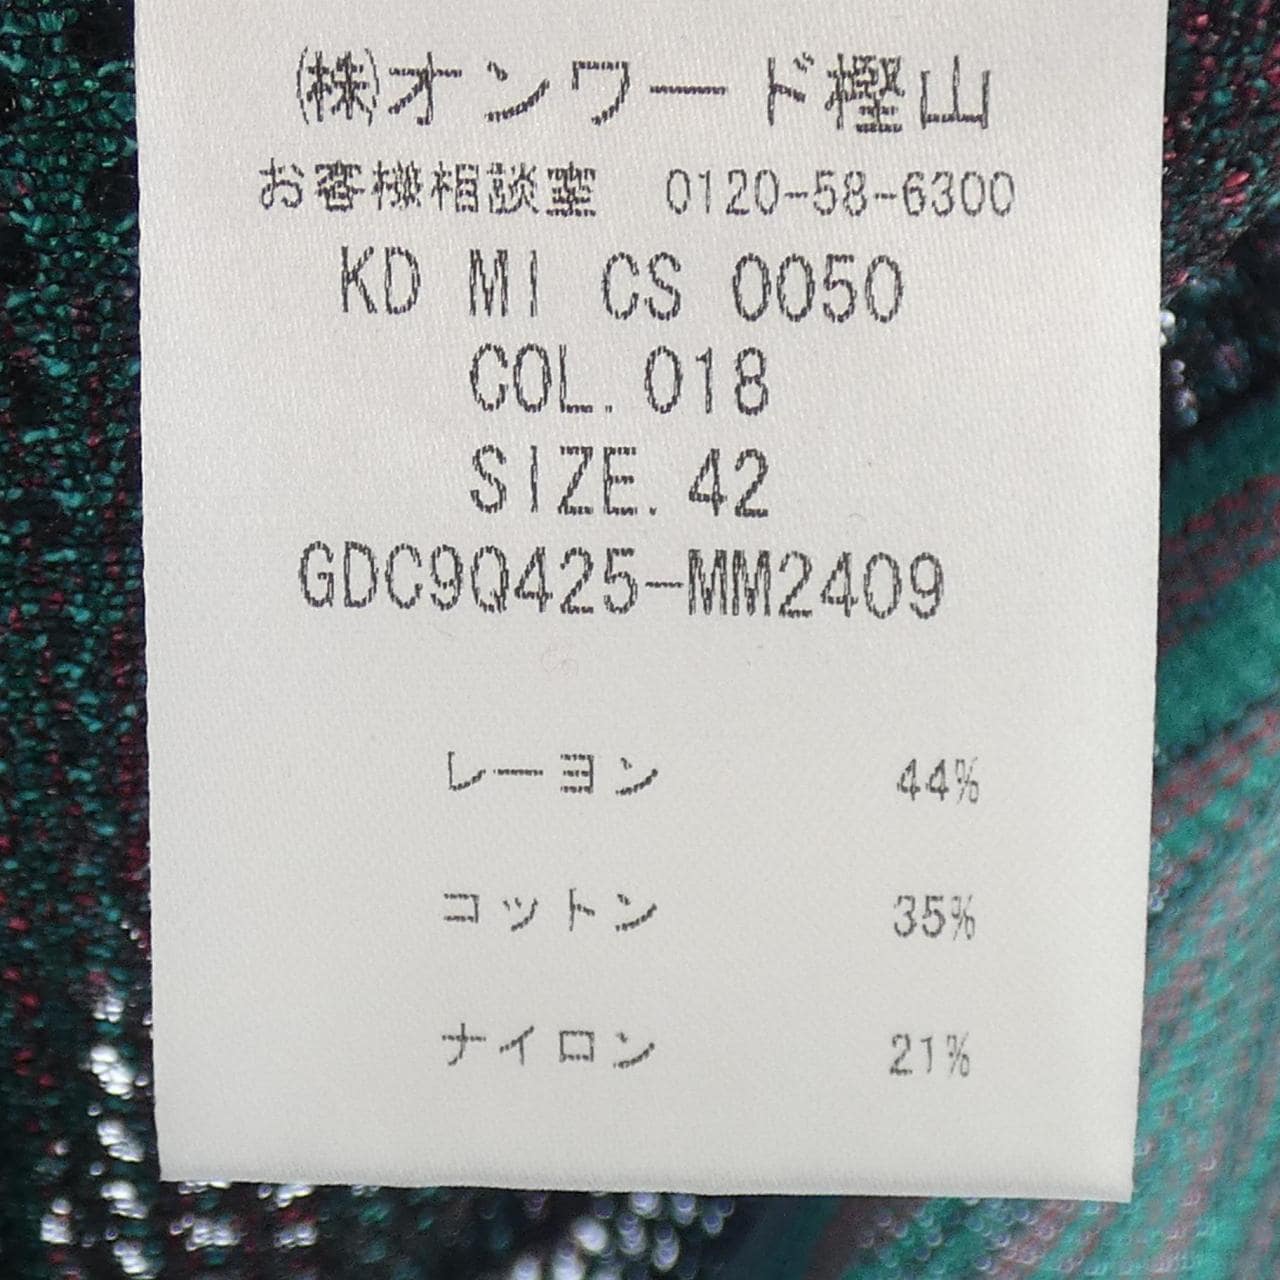 ㈱オンワード樫山
お客様相談室 0120-58-6300
KD MI CS 0050
COL.018
SIZE.42
GDC9Q425-MM2409
レーヨン 44%
コットン 35%
ナイロン 21%